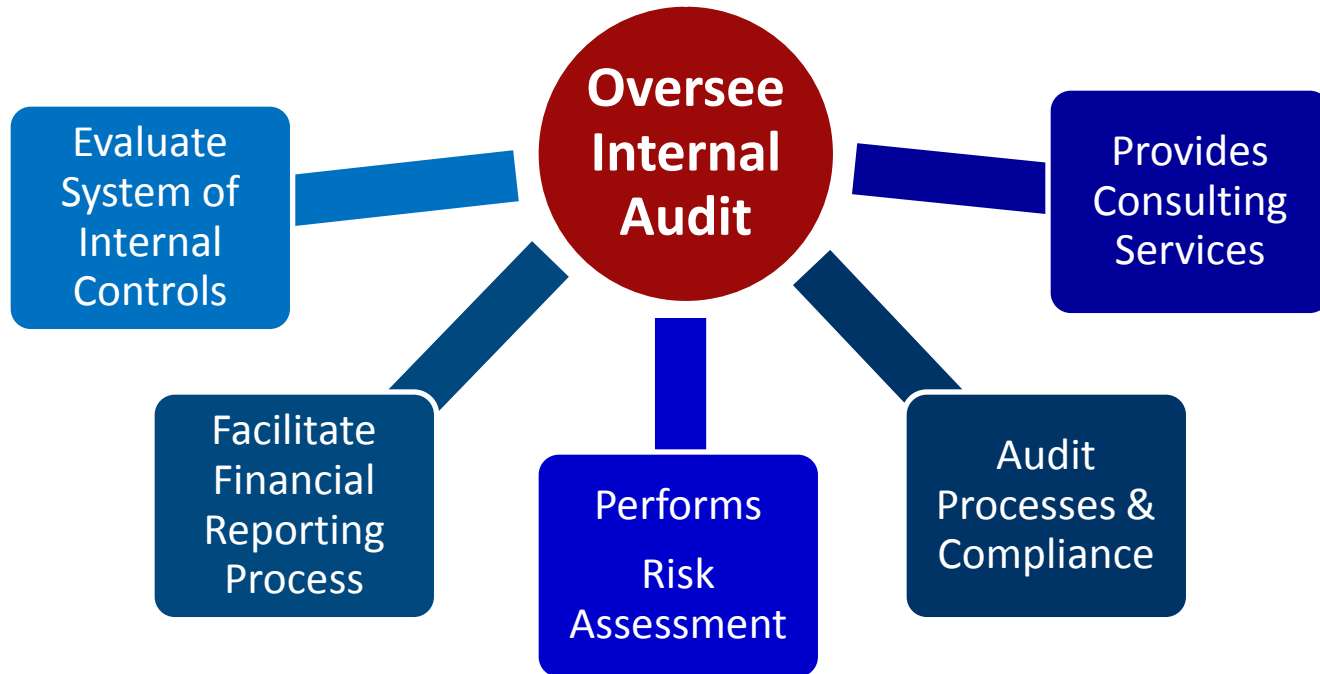 Oversee
Internal
Audit
Evaluate
System of
Internal
Controls
Facilitate
Financial
Reporting
Process
Performs
Risk
Assessment
Audit
Processes &
Compliance
Provides
Consulting
Services